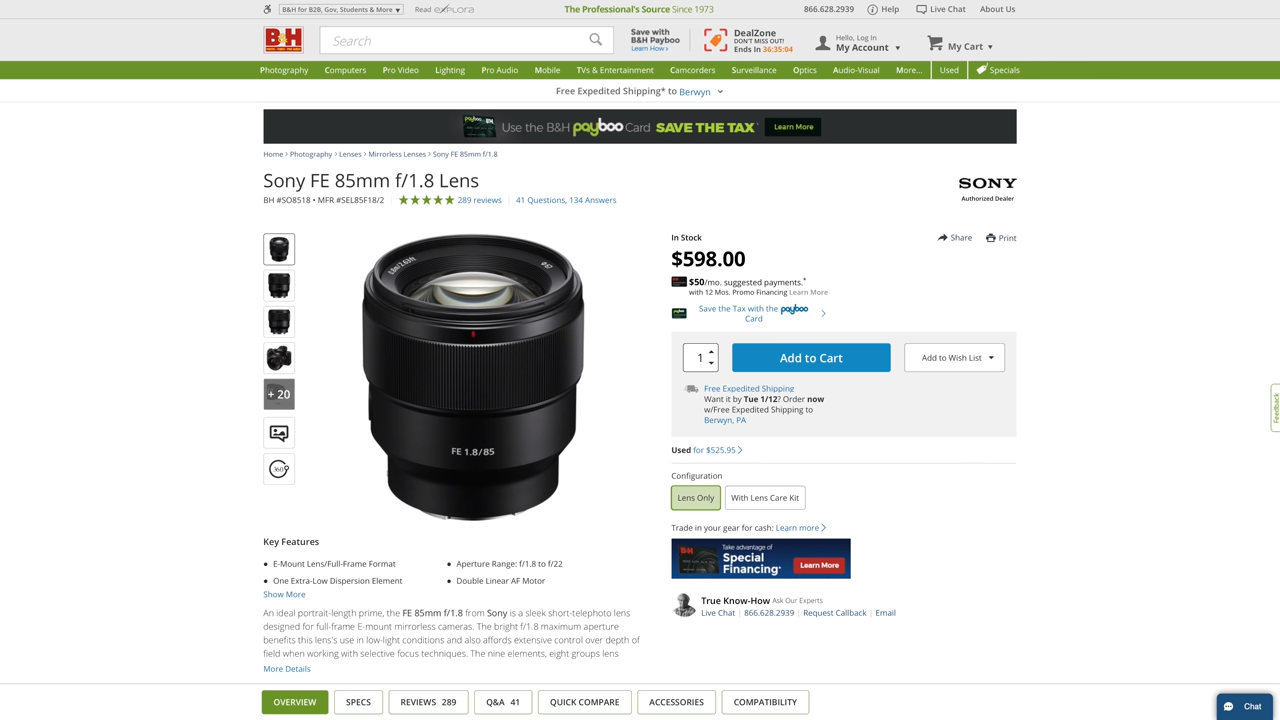 B&H for B2B, Gov, Students & More
Read eXPLORA
The Professional's Source Since 1973
866.628.2939
Help
Live Chat
About Us
B&H
Search
Save with
B&H Payboo
Learn How ›
DealZone
DON'T MISS OUT!
Ends In 36:35:04
Hello, Log In
My Account
My Cart
Photography
Computers
Pro Video
Lighting
Pro Audio
Mobile
TVs & Entertainment
Camcorders
Surveillance
Optics
Audio-Visual
More...
Used
Specials
Free Expedited Shipping* to Berwyn
Use the B&H payboo Card SAVE THE TAX
Learn More
Home › Photography › Lenses › Mirrorless Lenses › Sony FE 85mm f/1.8
Sony FE 85mm f/1.8 Lens
SONY
Authorized Dealer
BH #SO8518 • MFR #SEL85F18/2
289 reviews
41 Questions, 134 Answers
In Stock
Share
Print
$598.00
$50/mo. suggested payments.*
with 12 Mos. Promo Financing Learn More
Save the Tax with the payboo
Card
1
Add to Cart
Add to Wish List
Free Expedited Shipping
Want it by Tue 1/12? Order now
w/Free Expedited Shipping to
Berwyn, PA
+ 20
360
0.8m/2.63ft
FE 1.8/85
Used for $525.95
Configuration
Lens Only
With Lens Care Kit
Trade in your gear for cash: Learn more
Take advantage of
Special
Financing*
Learn More
True Know-How Ask Our Experts
Live Chat
866.628.2939
Request Callback
Email
Key Features
E-Mount Lens/Full-Frame Format
Aperture Range: f/1.8 to f/22
One Extra-Low Dispersion Element
Double Linear AF Motor
Show More
An ideal portrait-length prime, the FE 85mm f/1.8 from Sony is a sleek short-telephoto lens
designed for full-frame E-mount mirrorless cameras. The bright f/1.8 maximum aperture
benefits this lens's use in low-light conditions and also affords extensive control over depth of
field when working with selective focus techniques. The nine elements, eight groups lens
More Details
OVERVIEW
SPECS
REVIEWS 289
Q&A 41
QUICK COMPARE
ACCESSORIES
COMPATIBILITY
Feedback
Chat